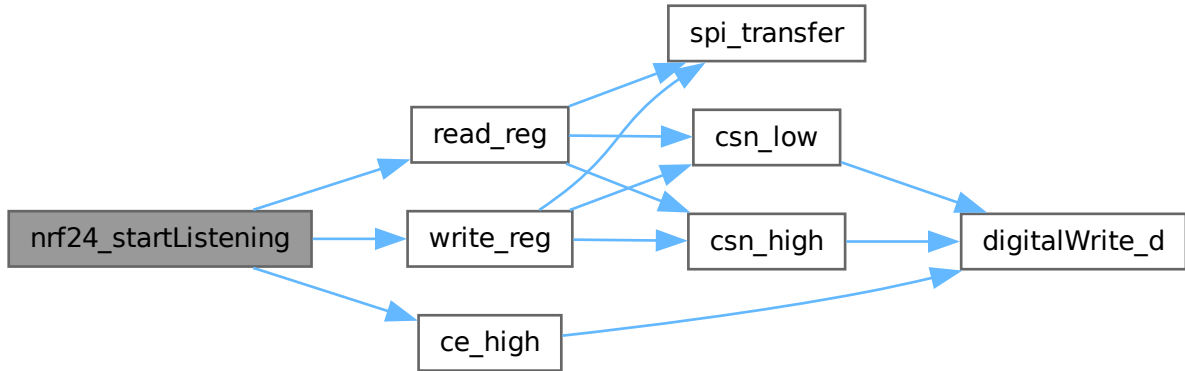 spi_transfer
read_reg
csn_low
nrf24_startListening
write_reg
csn_high
digitalWrite_d
ce_high